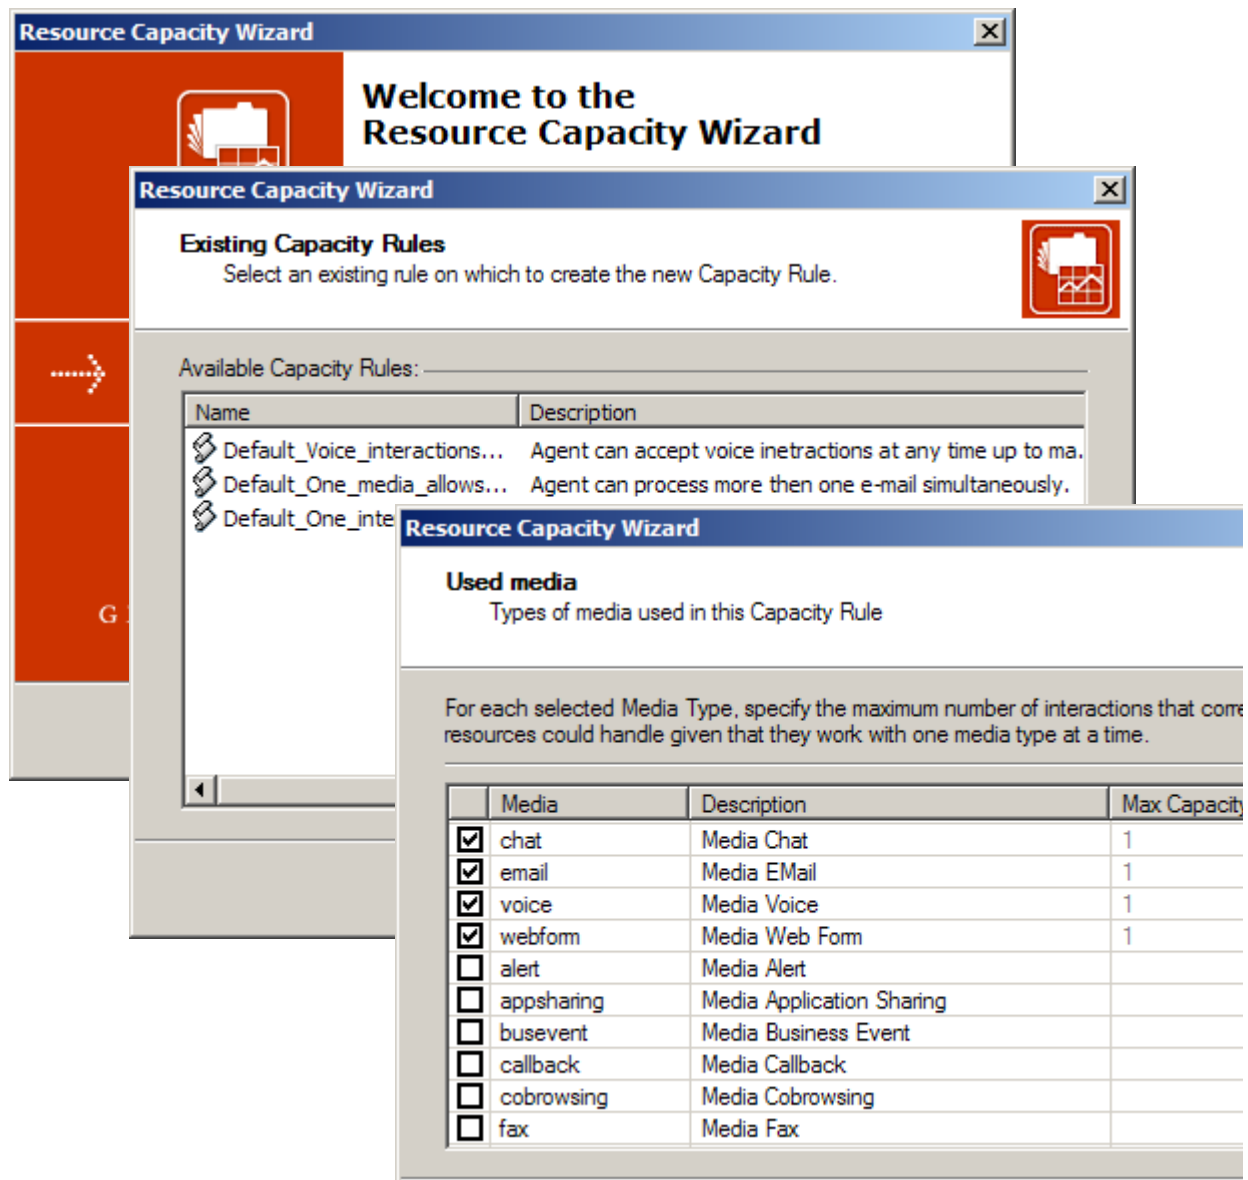 Resource Capacity Wizard
Welcome to the
Resource Capacity Wizard
G
Resource Capacity Wizard
Existing Capacity Rules
Select an existing rule on which to create the new Capacity Rule.
Available Capacity Rules:
Name Description
Default_Voice_interactions... Agent can accept voice inetractions at any time up to ma.
Default_One_media_allows... Agent can process more then one e-mail simultaneously.
Default_One_inte
Resource Capacity Wizard
Used media
Types of media used in this Capacity Rule
For each selected Media Type, specify the maximum number of interactions that corre
resources could handle given that they work with one media type at a time.
Media Description Max Capacity
chat Media Chat 1
email Media EMail 1
voice Media Voice 1
webform Media Web Form 1
alert Media Alert
appsharing Media Application Sharing
busevent Media Business Event
callback Media Callback
cobrowsing Media Cobrowsing
fax Media Fax